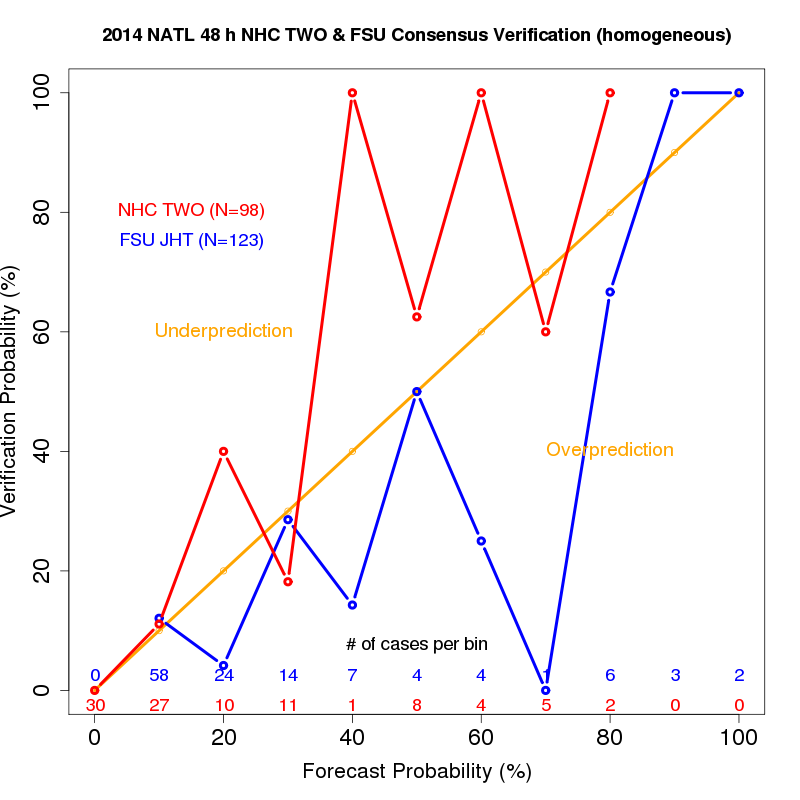 2014 NATL 48 h NHC TWO & FSU Consensus Verification (homogeneous)
Verification Probability (%)
100
80
60
40
20
0
NHC TWO (N=98)
FSU JHT (N=123)
Underprediction
Overprediction
# of cases per bin
0 58 24 14 7 4 4 1 6 3 2
30 27 10 11 1 8 4 5 2 0 0
0 20 40 60 80 100
Forecast Probability (%)